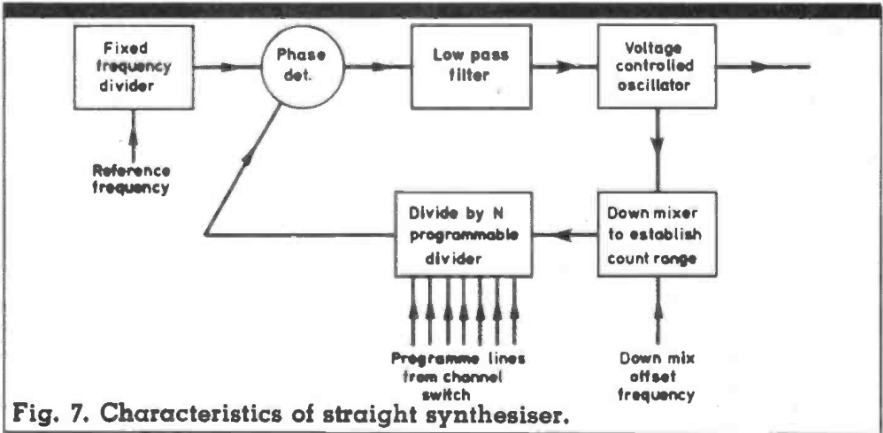 Fixed
frequency
divider
Phase
det.
Low pass
filter
Voltage
controlled
oscillator
Reference
frequency
Divide by N
programmable
divider
Down mixer
to establish
count range
Programme lines
from channel
switch
Down mix
offset
frequency
Fig. 7. Characteristics of straight synthesiser.